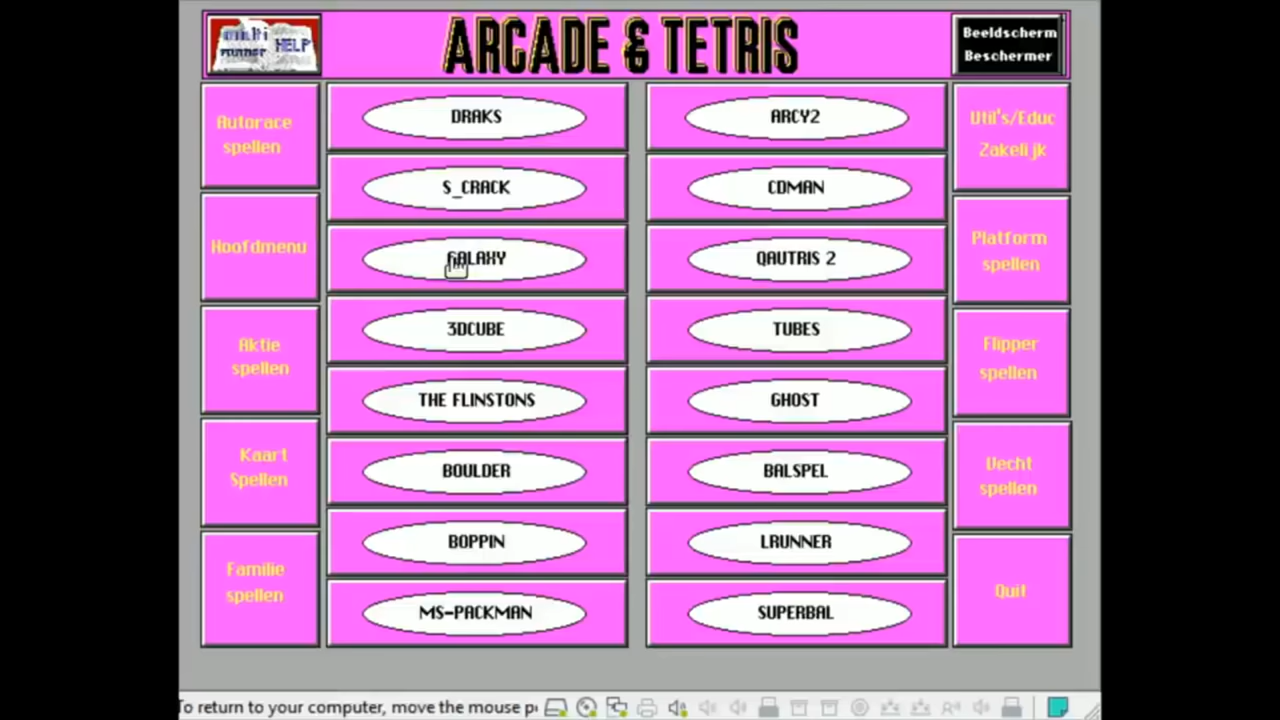 multi
runner HELP
ARCADE & TETRIS
Beeldscherm
Beschermer
Autorace
spellen
Hoofdmenu
Aktie
spellen
Kaart
Spellen
Familie
spellen
DRAKS
S_CRACK
GALAXY
3DCUBE
THE FLINSTONS
BOULDER
BOPPIN
MS-PACKMAN
ARCY2
CDMAN
QAUTRIS 2
TUBES
GHOST
BALSPEL
LRUNNER
SUPERBAL
Util's/Educ
Zakelijk
Platform
spellen
Flipper
spellen
Vecht
spellen
Quit
To return to your computer, move the mouse p